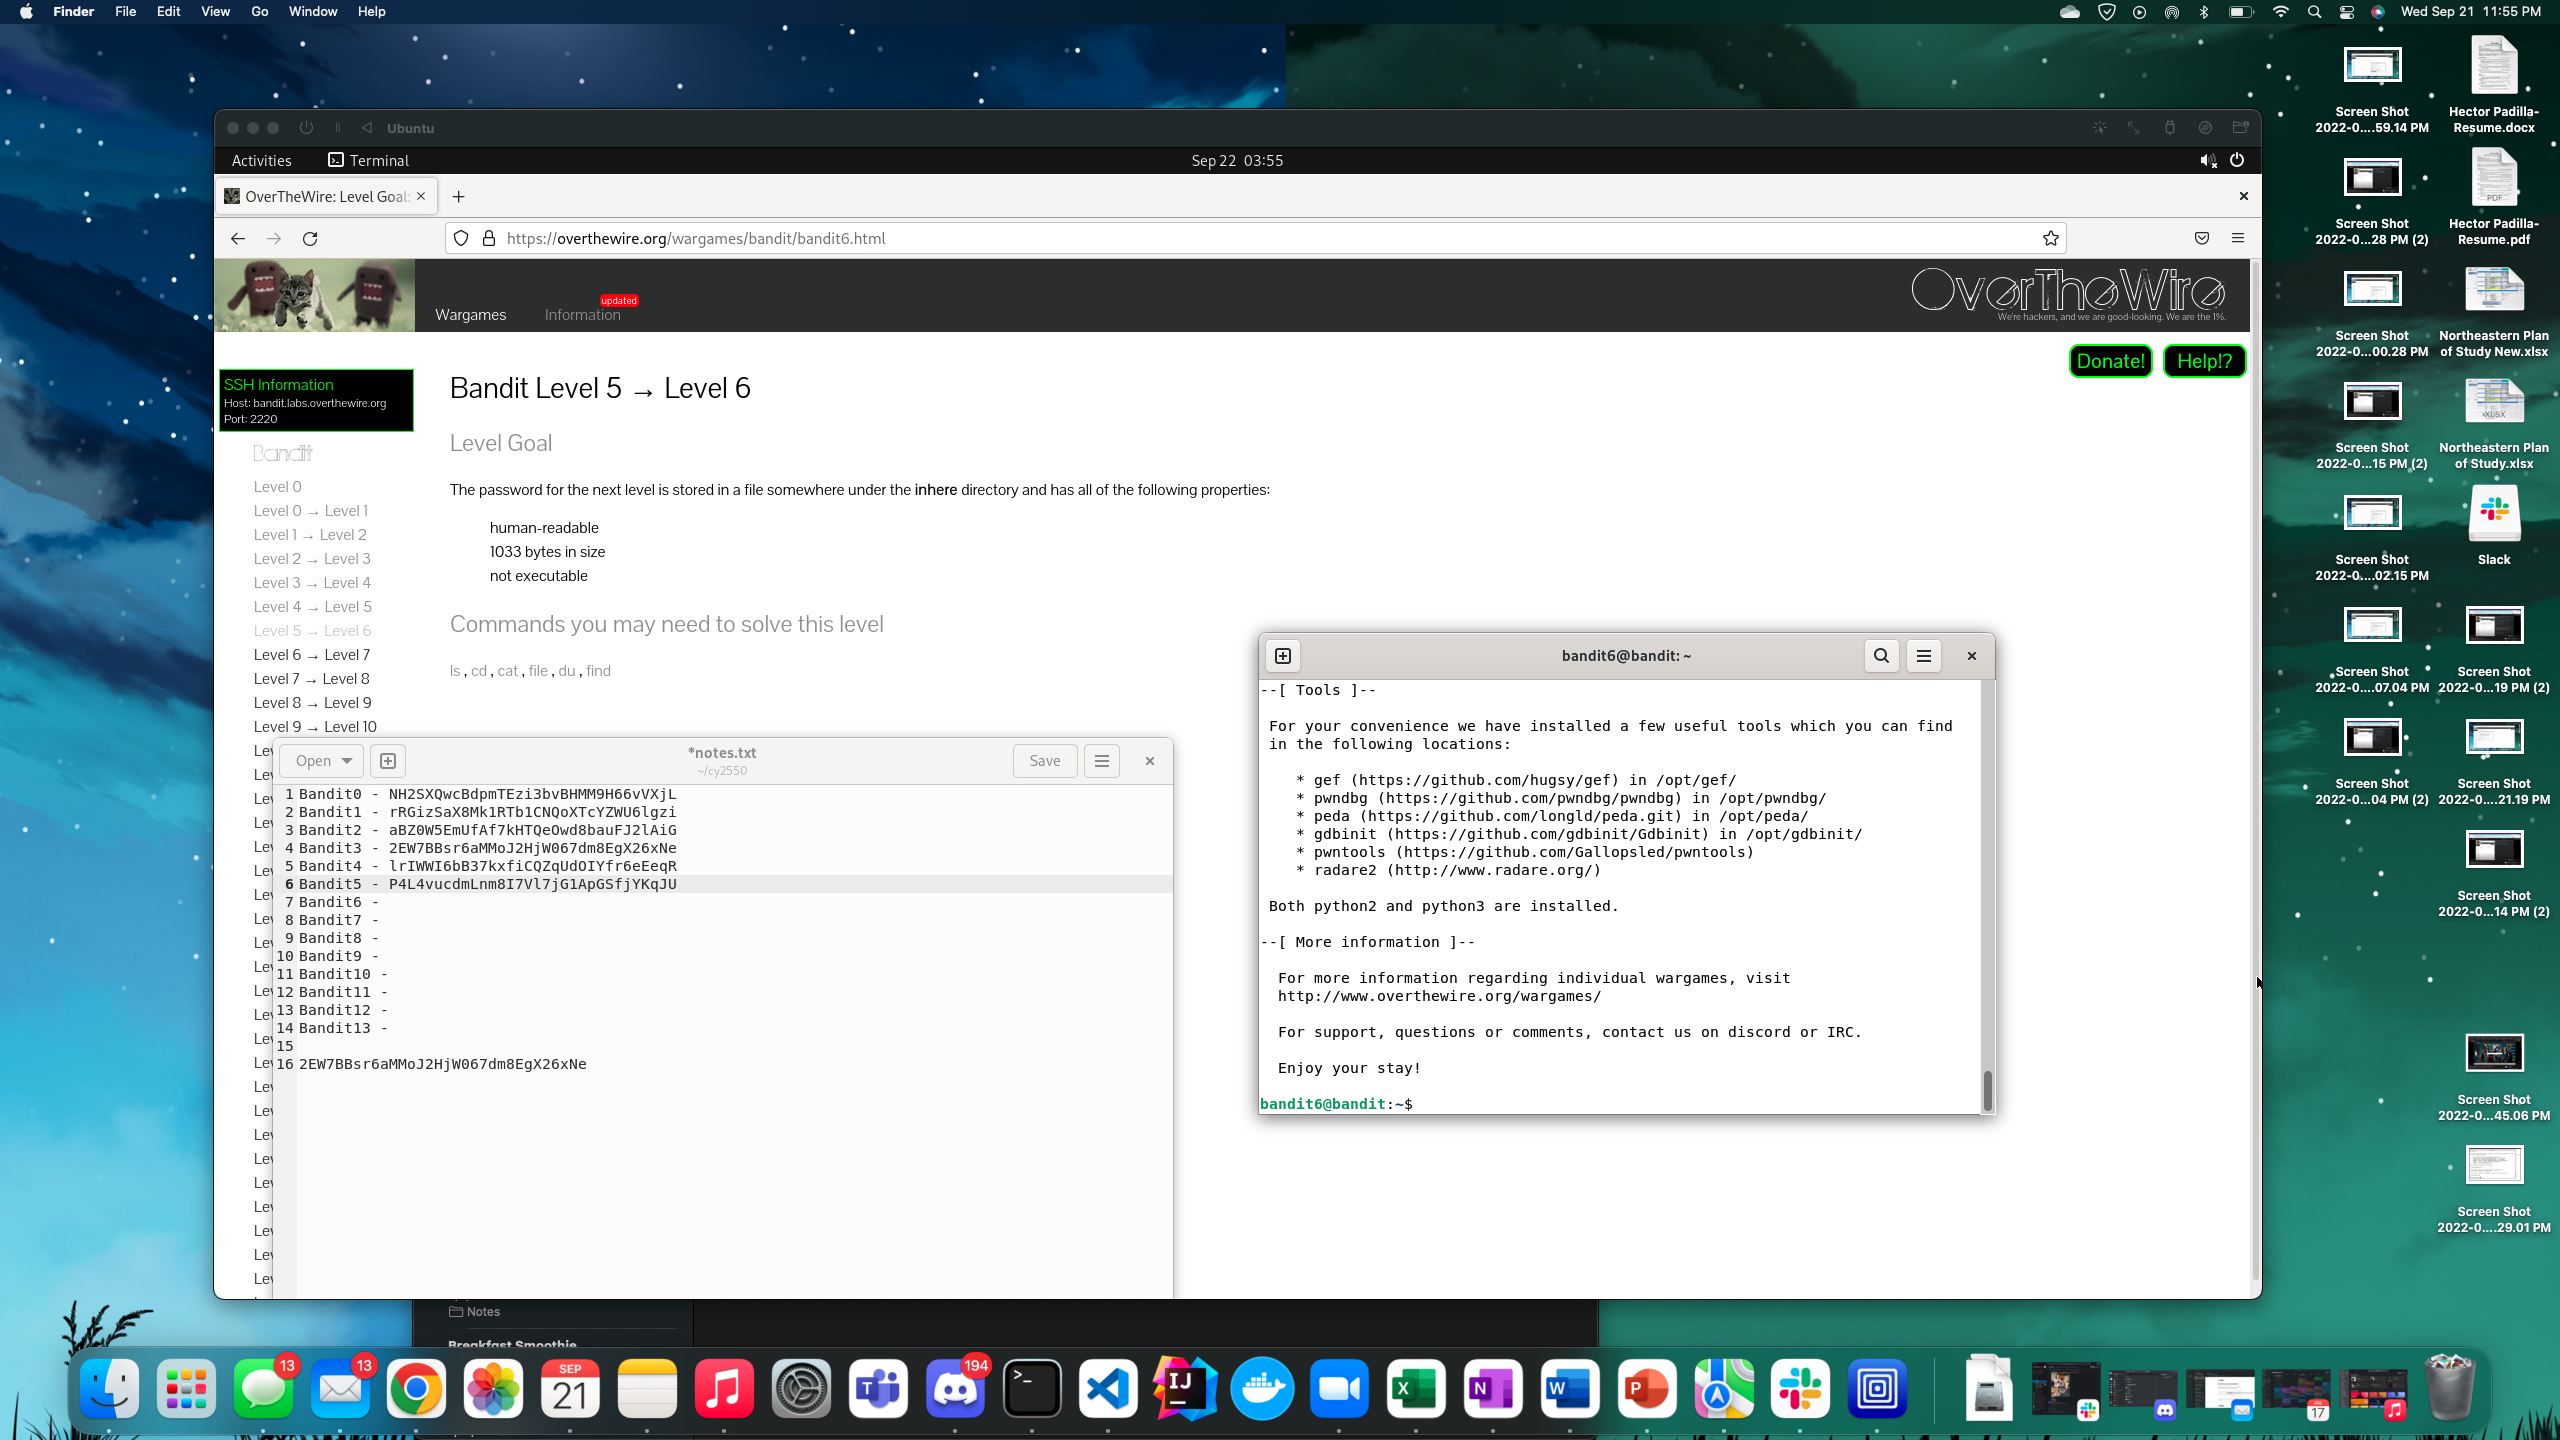 Finder File Edit View Go Window Help
Wed Sep 21 11:55 PM
Ubuntu
Activities Terminal
Sep 22 03:55
OverTheWire: Level Goal:
https://overthewire.org/wargames/bandit/bandit6.html
Wargames
Information
updated
OverTheWire
We're hackers, and we are good-looking. We are the 1%.
Donate! Help!?
SSH Information
Host: bandit.labs.overthewire.org
Port: 2220
Bandit
Level 0
Level 0 → Level 1
Level 1 → Level 2
Level 2 → Level 3
Level 3 → Level 4
Level 4 → Level 5
Level 5 → Level 6
Level 6 → Level 7
Level 7 → Level 8
Level 8 → Level 9
Level 9 → Level 10
Bandit Level 5 → Level 6
Level Goal
The password for the next level is stored in a file somewhere under the inhere directory and has all of the following properties:
human-readable
1033 bytes in size
not executable
Commands you may need to solve this level
ls , cd , cat , file , du , find
Open
*notes.txt
~/cy2550
Save
1 Bandit0 - NH2SXQwcBdpmTEzi3bvBHMM9H66vVXjL
2 Bandit1 - rRGizSaX8Mk1RTb1CNQoXTcYZWU6lgzi
3 Bandit2 - aBZ0W5EmUfAf7kHTQeOwd8bauFJ2lAiG
4 Bandit3 - 2EW7BBsr6aMMoJ2HjW067dm8EgX26xNe
5 Bandit4 - lrIWWI6bB37kxfiCQZqUdOIYfr6eEeqR
6 Bandit5 - P4L4vucdmLnm8I7Vl7jG1ApGSfjYKqJU
7 Bandit6 -
8 Bandit7 -
9 Bandit8 -
10 Bandit9 -
11 Bandit10 -
12 Bandit11 -
13 Bandit12 -
14 Bandit13 -
15
16 2EW7BBsr6aMMoJ2HjW067dm8EgX26xNe
bandit6@bandit: ~
--[ Tools ]--
For your convenience we have installed a few useful tools which you can find
in the following locations:
* gef (https://github.com/hugsy/gef) in /opt/gef/
* pwndbg (https://github.com/pwndbg/pwndbg) in /opt/pwndbg/
* peda (https://github.com/longld/peda.git) in /opt/peda/
* gdbinit (https://github.com/gdbinit/Gdbinit) in /opt/gdbinit/
* pwntools (https://github.com/Gallopsled/pwntools)
* radare2 (http://www.radare.org/)
Both python2 and python3 are installed.
--[ More information ]--
For more information regarding individual wargames, visit
http://www.overthewire.org/wargames/
For support, questions or comments, contact us on discord or IRC.
Enjoy your stay!
bandit6@bandit:~$
Screen Shot
2022-0....59.14 PM
Hector Padilla-
Resume.docx
Screen Shot
2022-0...28 PM (2)
Hector Padilla-
Resume.pdf
PDF
Screen Shot
2022-0...00.28 PM
Northeastern Plan
of Study New.xlsx
Screen Shot
2022-0...15 PM (2)
Northeastern Plan
of Study.xlsx
XLSX
Screen Shot
2022-0....02.15 PM
Slack
Screen Shot
2022-0....07.04 PM
Screen Shot
2022-0...19 PM (2)
Screen Shot
2022-0...04 PM (2)
Screen Shot
2022-0....21.19 PM
Screen Shot
2022-0...14 PM (2)
Screen Shot
2022-0...45.06 PM
Screen Shot
2022-0....29.01 PM
Notes
Breakfast Smoothie
13
13
SEP
21
194
IJ
17